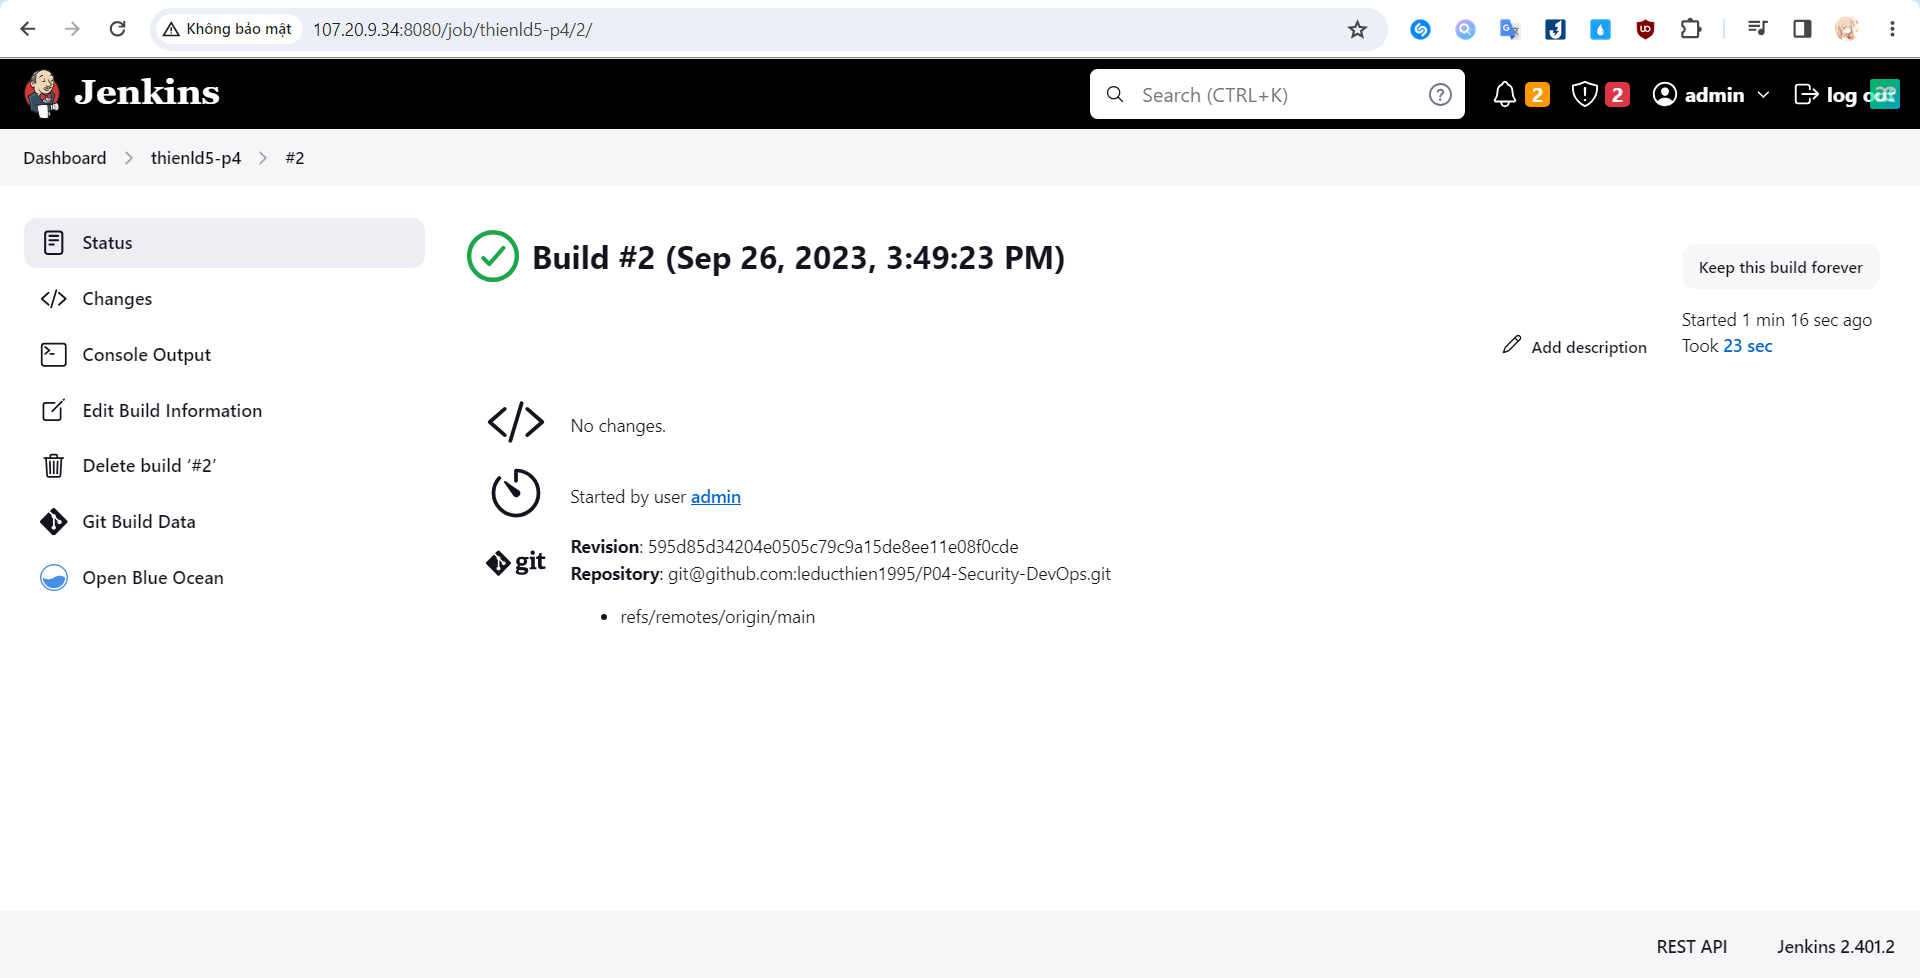 Không bảo mật 107.20.9.34:8080/job/thienld5-p4/2/
Jenkins
Search (CTRL+K)
2
2
admin
log out
Dashboard
thienld5-p4
#2
Status
Changes
Console Output
Edit Build Information
Delete build ‘#2’
Git Build Data
Open Blue Ocean
Build #2 (Sep 26, 2023, 3:49:23 PM)
Keep this build forever
Started 1 min 16 sec ago
Took 23 sec
Add description
No changes.
Started by user admin
git
Revision: 595d85d34204e0505c79c9a15de8ee11e08f0cde
Repository: git@github.com:leducthien1995/P04-Security-DevOps.git
refs/remotes/origin/main
REST API
Jenkins 2.401.2